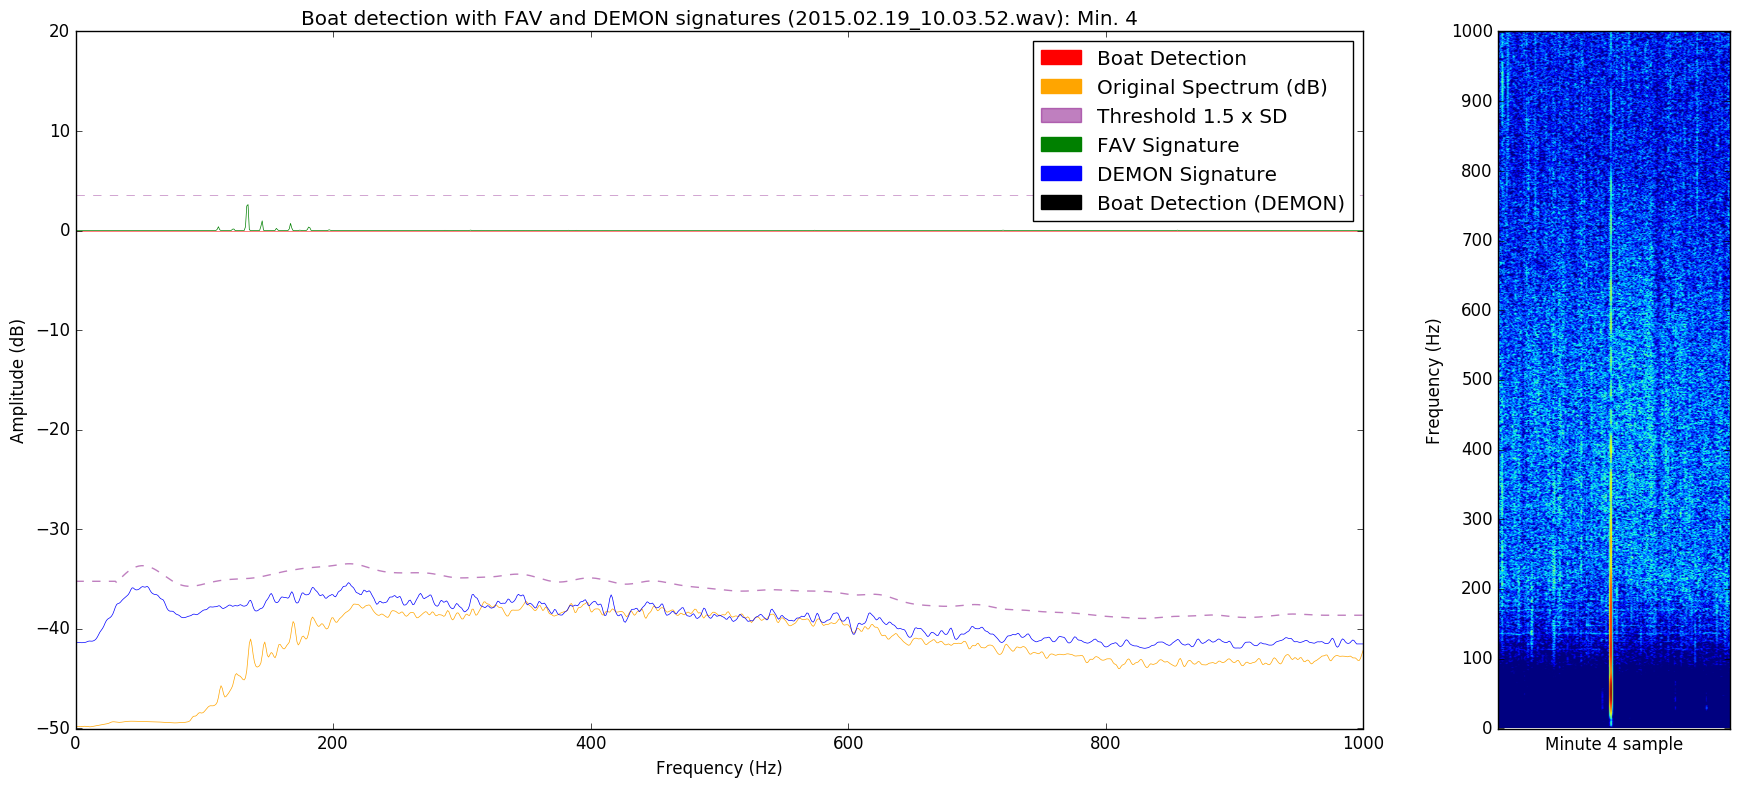 Boat detection with FAV and DEMON signatures (2015.02.19_10.03.52.wav): Min. 4
20
10
0
−10
−20
−30
−40
−50
Amplitude (dB)
0 200 400 600 800 1000
Frequency (Hz)
Boat Detection
Original Spectrum (dB)
Threshold 1.5 x SD
FAV Signature
DEMON Signature
Boat Detection (DEMON)
1000
900
800
700
600
500
400
300
200
100
0
Frequency (Hz)
Minute 4 sample